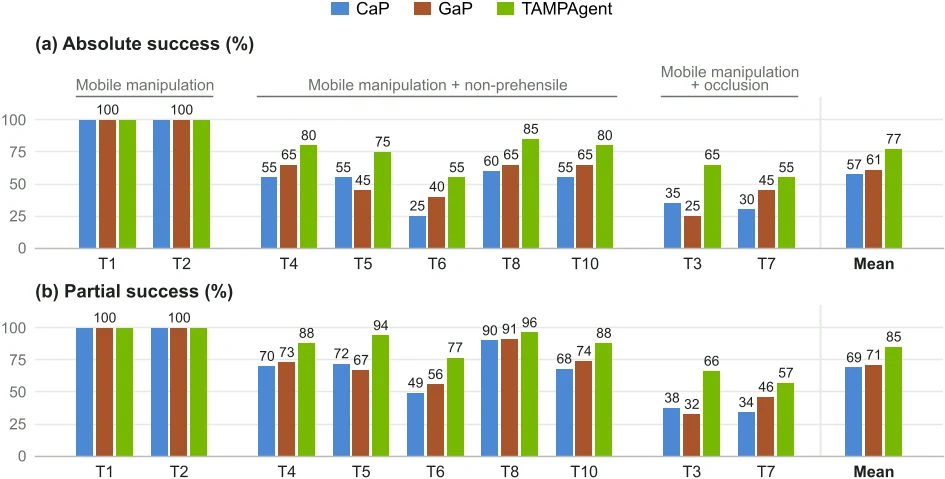 CaP GaP TAMPAgent
(a) Absolute success (%)
Mobile manipulation
Mobile manipulation + non-prehensile
Mobile manipulation
+ occlusion
100
75
50
25
0
100 100
55 65 80
55 45 75
25 40 55
60 65 85
55 65 80
35 25 65
30 45 55
57 61 77
T1 T2 T4 T5 T6 T8 T10 T3 T7 Mean
(b) Partial success (%)
100
75
50
25
0
100 100
70 73 88
72 67 94
49 56 77
90 91 96
68 74 88
38 32 66
34 46 57
69 71 85
T1 T2 T4 T5 T6 T8 T10 T3 T7 Mean